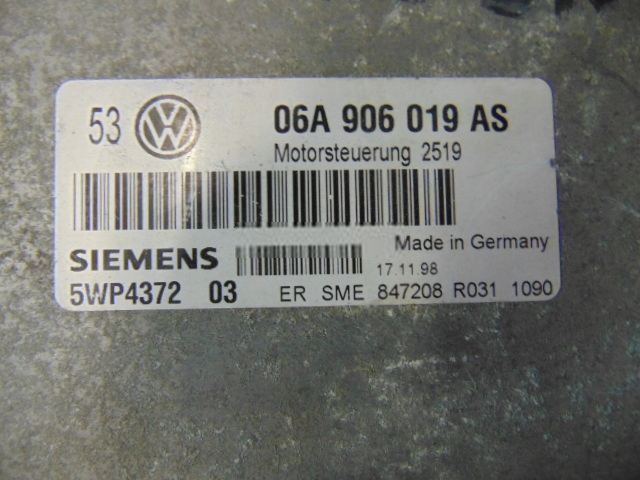 53 VW 06A 906 019 AS
Motorsteuerung 2519
Made in Germany
SIEMENS 17.11.98
5WP4372 03 ER SME 847208 R031 1090